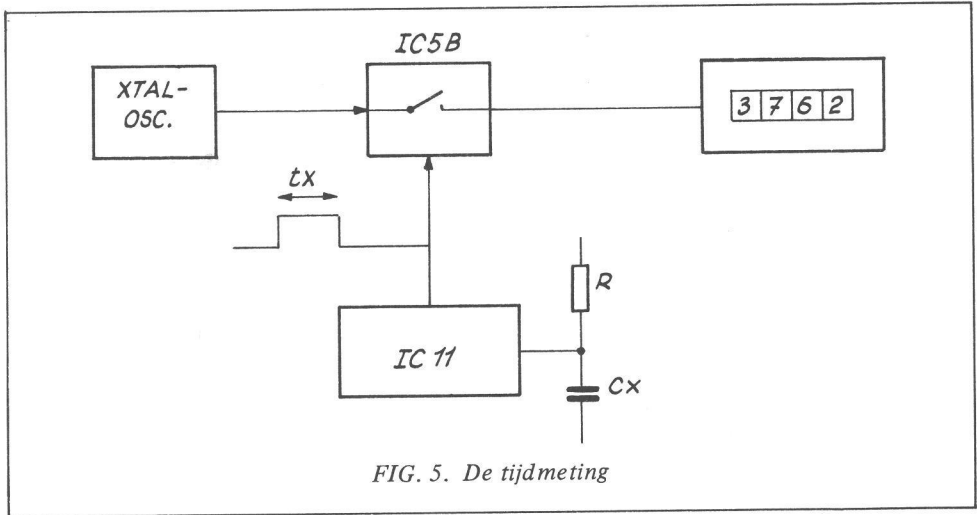 IC5B
XTAL-
OSC.
3 7 6 2
tx
R
IC 11
Cx
FIG. 5. De tijdmeting